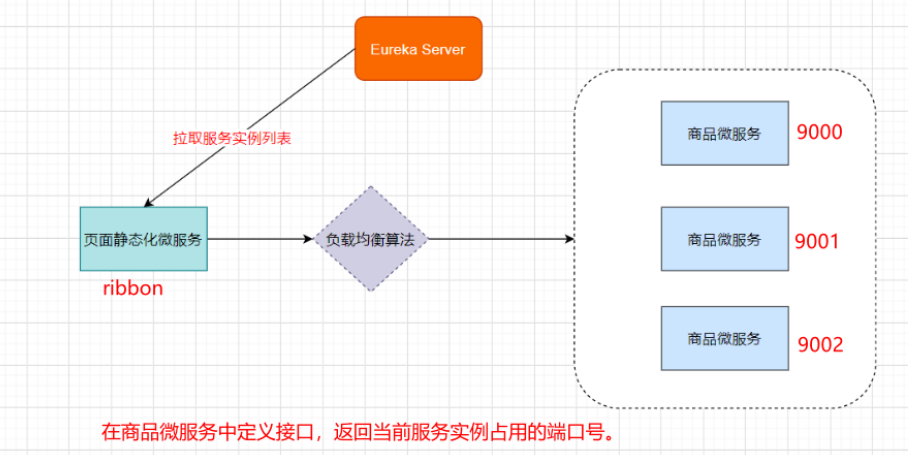 Eureka Server
拉取服务实例列表
商品微服务 9000
页面静态化微服务
负载均衡算法
商品微服务 9001
ribbon
商品微服务 9002
在商品微服务中定义接口，返回当前服务实例占用的端口号。